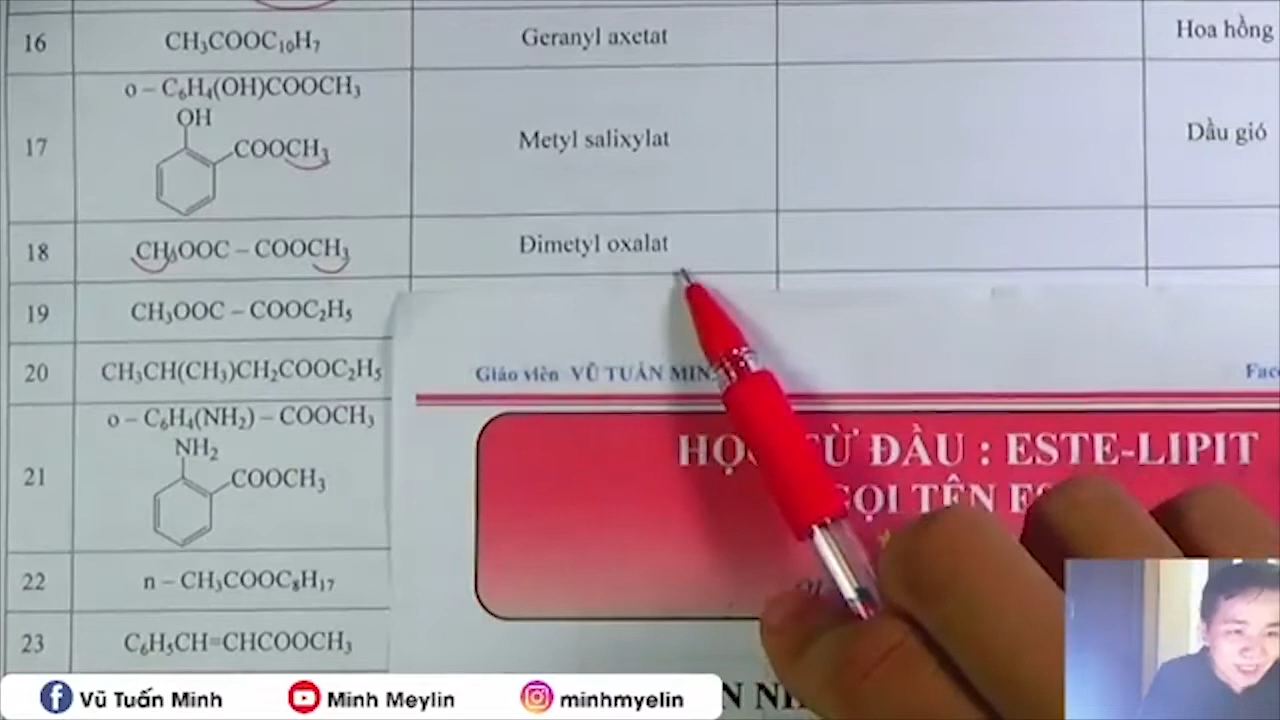 16 CH₃COOC₁₀H₇ Geranyl axetat Hoa hồng
o – C₆H₄(OH)COOCH₃
OH
17 COOCH₃ Metyl salixylat Dầu gió
18 CH₃OOC – COOCH₃ Đimetyl oxalat
19 CH₃OOC – COOC₂H₅
20 CH₃CH(CH₃)CH₂COOC₂H₅
Giáo viên VŨ TUẤN
o – C₆H₄(NH₂) – COOCH₃
NH₂
21 COOCH₃
ĐẦU : ESTE-LIPIT
TÊN
22 n – CH₃COOC₈H₁₇
23 C₆H₅CH=CHCOOCH₃
Vũ Tuấn Minh Minh Meylin minhmyelin